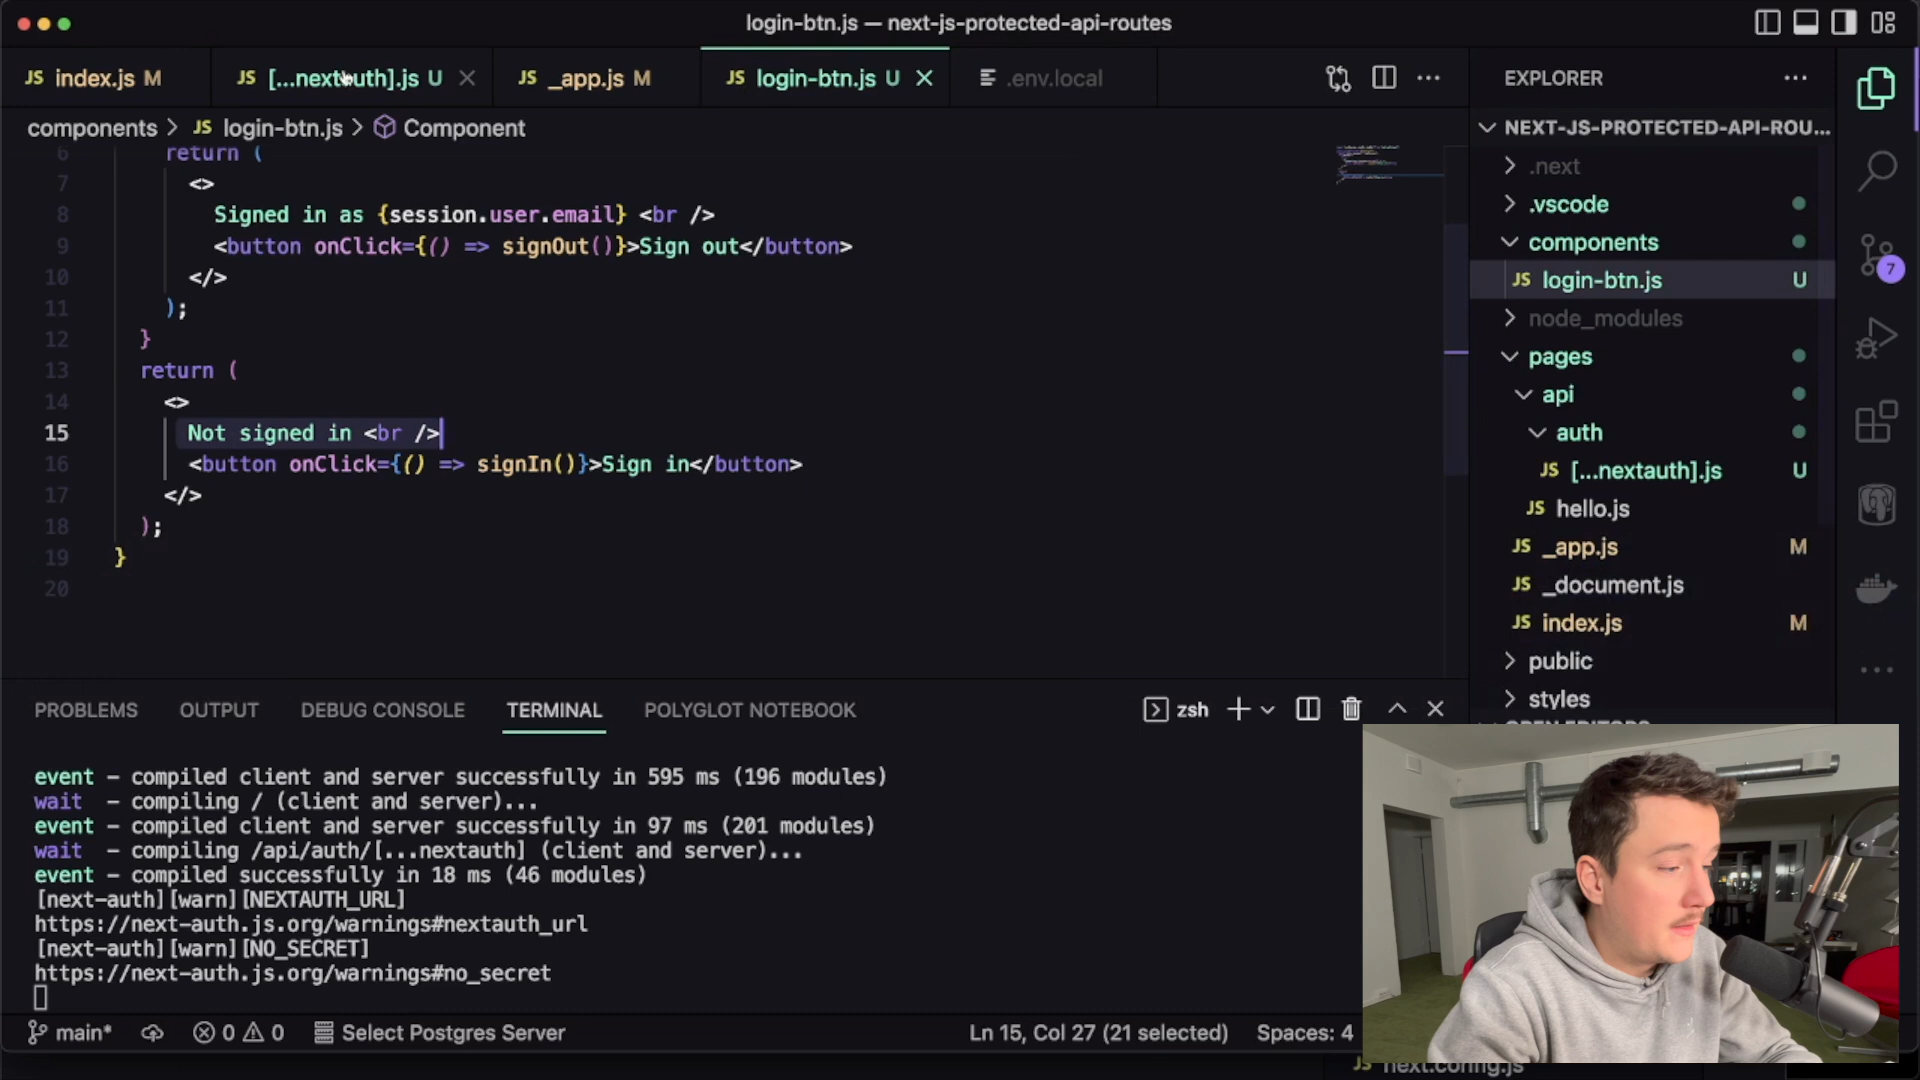 login-btn.js — next-js-protected-api-routes
JS index.js M
JS [...nextauth].js U
JS _app.js M
JS login-btn.js U
.env.local
components > JS login-btn.js > Component
6 return (
7 <>
8 Signed in as {session.user.email} <br />
9 <button onClick={() => signOut()}>Sign out</button>
10 </>
11 );
12 }
13 return (
14 <>
15 Not signed in <br />
16 <button onClick={() => signIn()}>Sign in</button>
17 </>
18 );
19 }
20
PROBLEMS OUTPUT DEBUG CONSOLE TERMINAL POLYGLOT NOTEBOOK
zsh
event – compiled client and server successfully in 595 ms (196 modules)
wait – compiling / (client and server)...
event – compiled client and server successfully in 97 ms (201 modules)
wait – compiling /api/auth/[...nextauth] (client and server)...
event – compiled successfully in 18 ms (46 modules)
[next-auth][warn][NEXTAUTH_URL]
https://next-auth.js.org/warnings#nextauth_url
[next-auth][warn][NO_SECRET]
https://next-auth.js.org/warnings#no_secret
main* 0 0 Select Postgres Server
Ln 15, Col 27 (21 selected) Spaces: 4
EXPLORER
NEXT-JS-PROTECTED-API-ROU...
.next
.vscode
components
JS login-btn.js U
node_modules
pages
api
auth
JS [...nextauth].js U
JS hello.js
JS _app.js M
JS _document.js
JS index.js M
public
styles
OPEN EDITORS
JS next.config.js
7